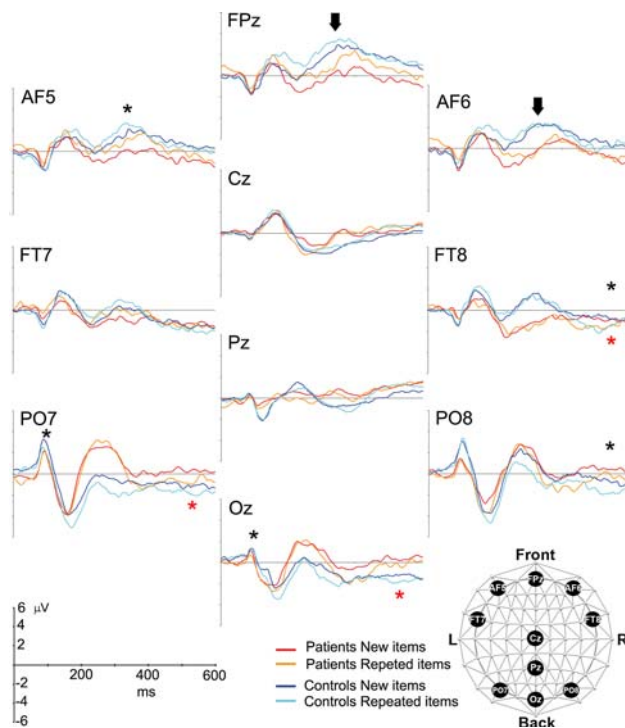 FPz
AF5
*
AF6
Cz
FT7
FT8
*
*
Pz
PO7
*
*
PO8
*
Oz
*
*
6
4
2
-2
-4
-6
μV
200
400
600
ms
Patients New items
Patients Repeted items
Controls New items
Controls Repeated items
Front
AF5
FPz
AF6
FT7
FT8
L
Cz
R
Pz
PO7
Oz
PO8
Back